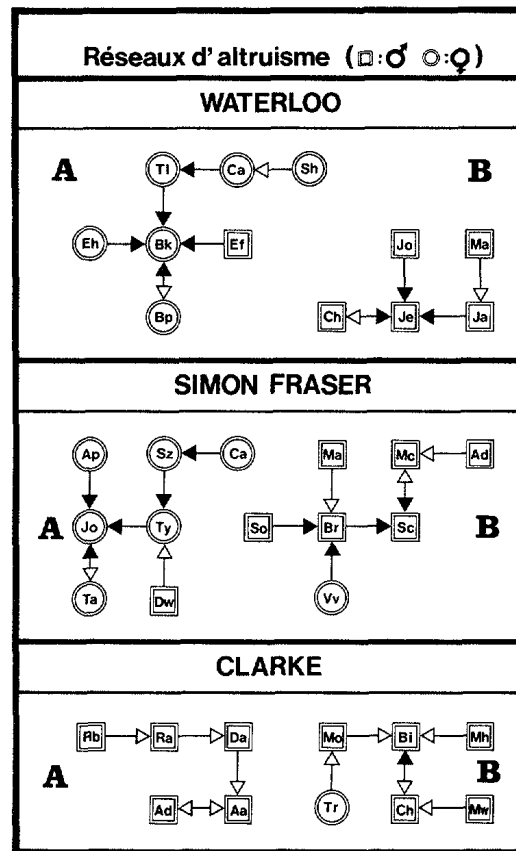 Réseaux d'altruisme (□:♂ ○:♀)
WATERLOO
A
Tl Ca Sh
B
Eh Bk Ef
Jo Ma
Bp
Ch Je Ja
SIMON FRASER
Ap Sz Ca
Ma Mc Ad
A
Jo Ty
So Br Sc
B
Ta Dw
Vv
CLARKE
Rb Ra Da
Mo Bi Mh
A
Ad Aa
Tr
Ch Mw
B